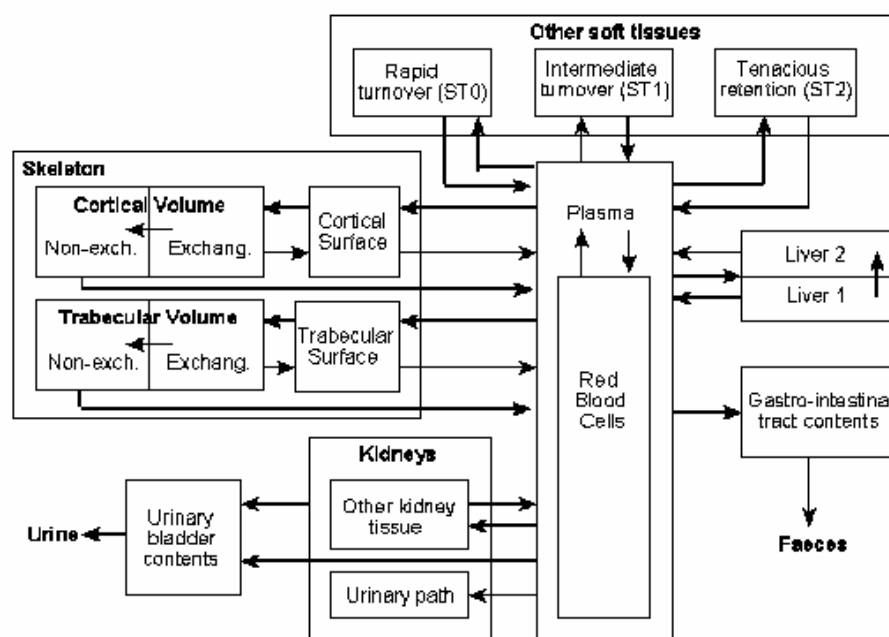 Other soft tissues
Rapid
turnover (ST0)
Intermediate
turnover (ST1)
Tenacious
retention (ST2)
Skeleton
Cortical Volume
Non-exch.
Exchang.
Cortical
Surface
Plasma
Liver 2
Liver 1
Trabecular Volume
Non-exch.
Exchang.
Trabecular
Surface
Red
Blood
Cells
Gastro-intestina
tract contents
Kidneys
Other kidney
tissue
Urinary
bladder
contents
Urine
Urinary path
Faeces